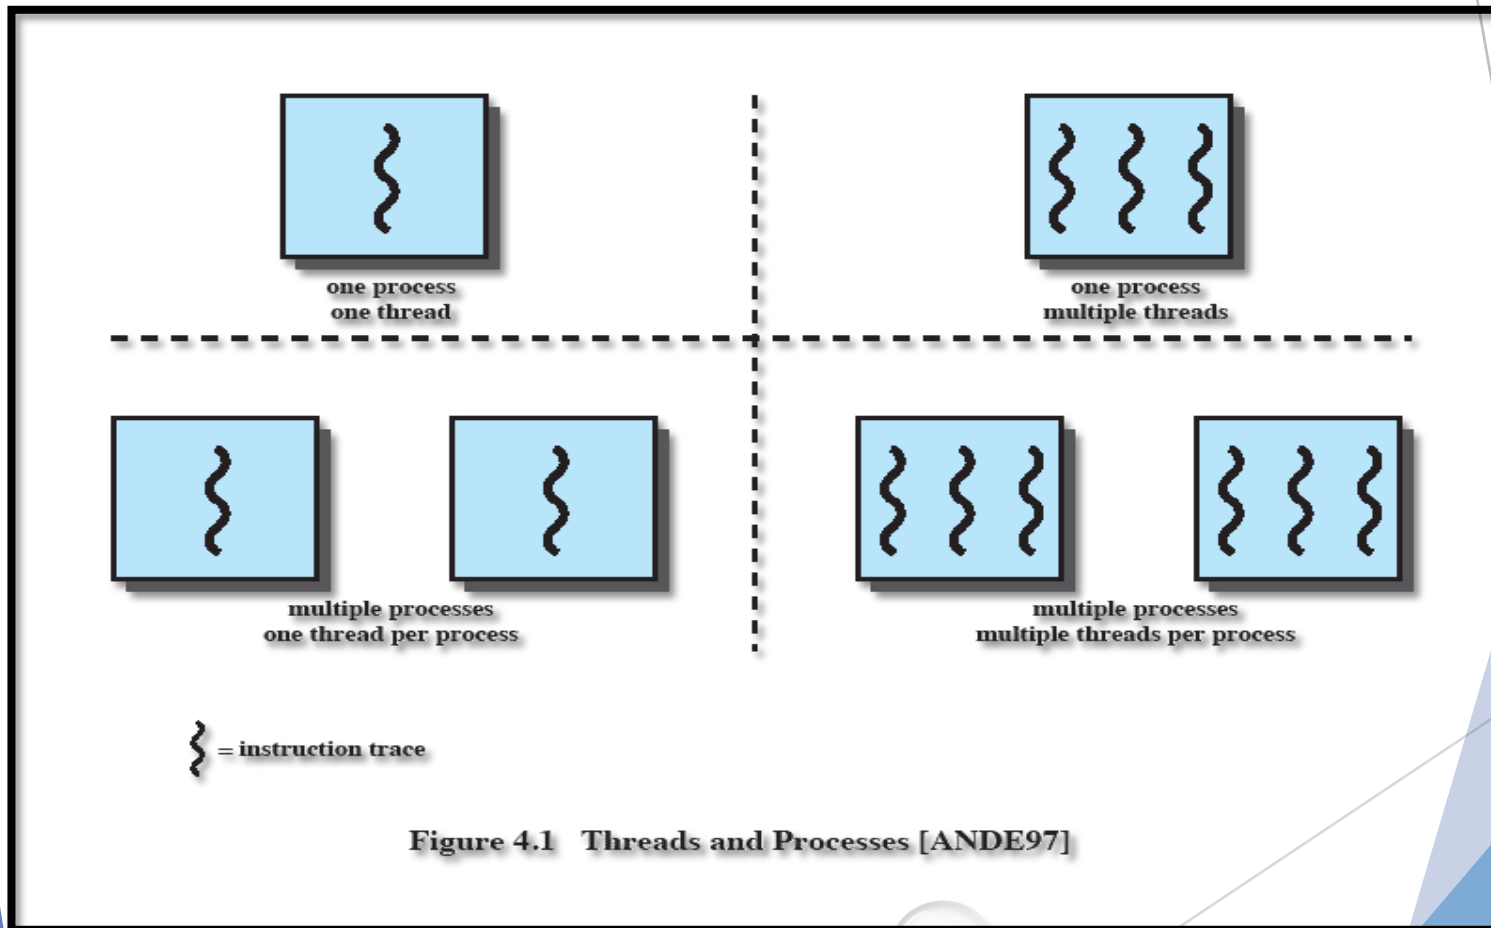 one process
one thread
one process
multiple threads
multiple processes
one thread per process
multiple processes
multiple threads per process
= instruction trace
Figure 4.1 Threads and Processes [ANDE97]